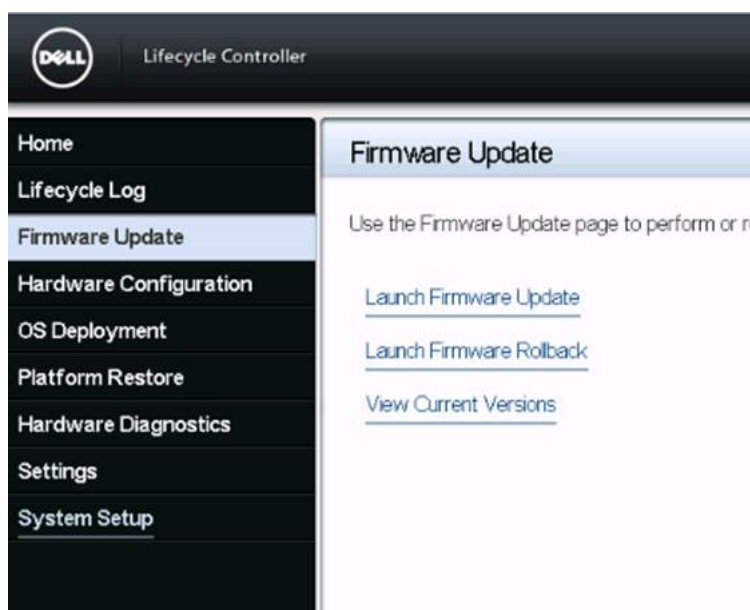 DELL
Lifecycle Controller
Home
Lifecycle Log
Firmware Update
Hardware Configuration
OS Deployment
Platform Restore
Hardware Diagnostics
Settings
System Setup
Firmware Update
Use the Firmware Update page to perform or
Launch Firmware Update
Launch Firmware Rollback
View Current Versions